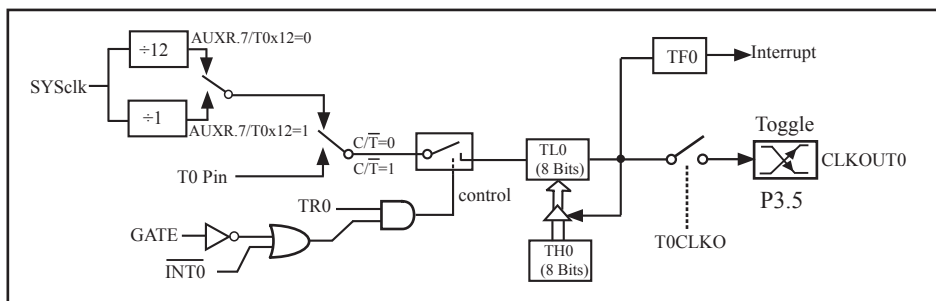 AUXR.7/T0x12=0
÷12
SYSclk
÷1
AUXR.7/T0x12=1
T0 Pin
C/T̅=0
C/T̅=1
TR0
GATE
I̅N̅T̅0̅
control
TL0
(8 Bits)
TH0
(8 Bits)
TF0
Interrupt
Toggle
CLKOUT0
P3.5
T0CLKO